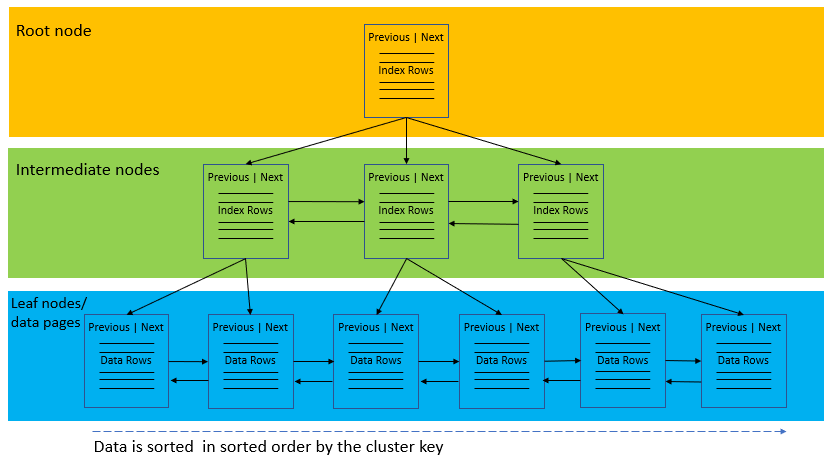 Root node
Previous | Next
Index Rows
Intermediate nodes
Previous | Next
Index Rows
Previous | Next
Index Rows
Previous | Next
Index Rows
Leaf nodes/
data pages
Previous | Next
Data Rows
Previous | Next
Data Rows
Previous | Next
Data Rows
Previous | Next
Data Rows
Previous | Next
Data Rows
Previous | Next
Data Rows
Data is sorted  in sorted order by the cluster key